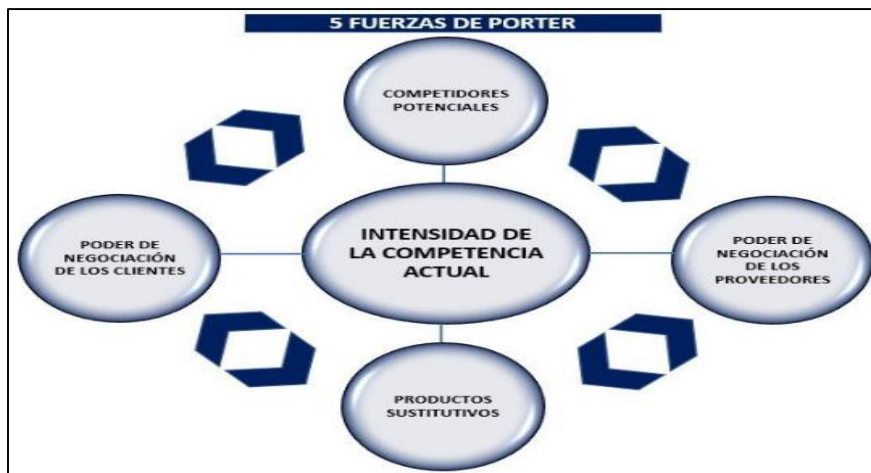 5 FUERZAS DE PORTER
COMPETIDORES
POTENCIALES
PODER DE
NEGOCIACIÓN
DE LOS CLIENTES
INTENSIDAD DE
LA COMPETENCIA
ACTUAL
PODER DE
NEGOCIACIÓN
DE LOS
PROVEEDORES
PRODUCTOS
SUSTITUTIVOS